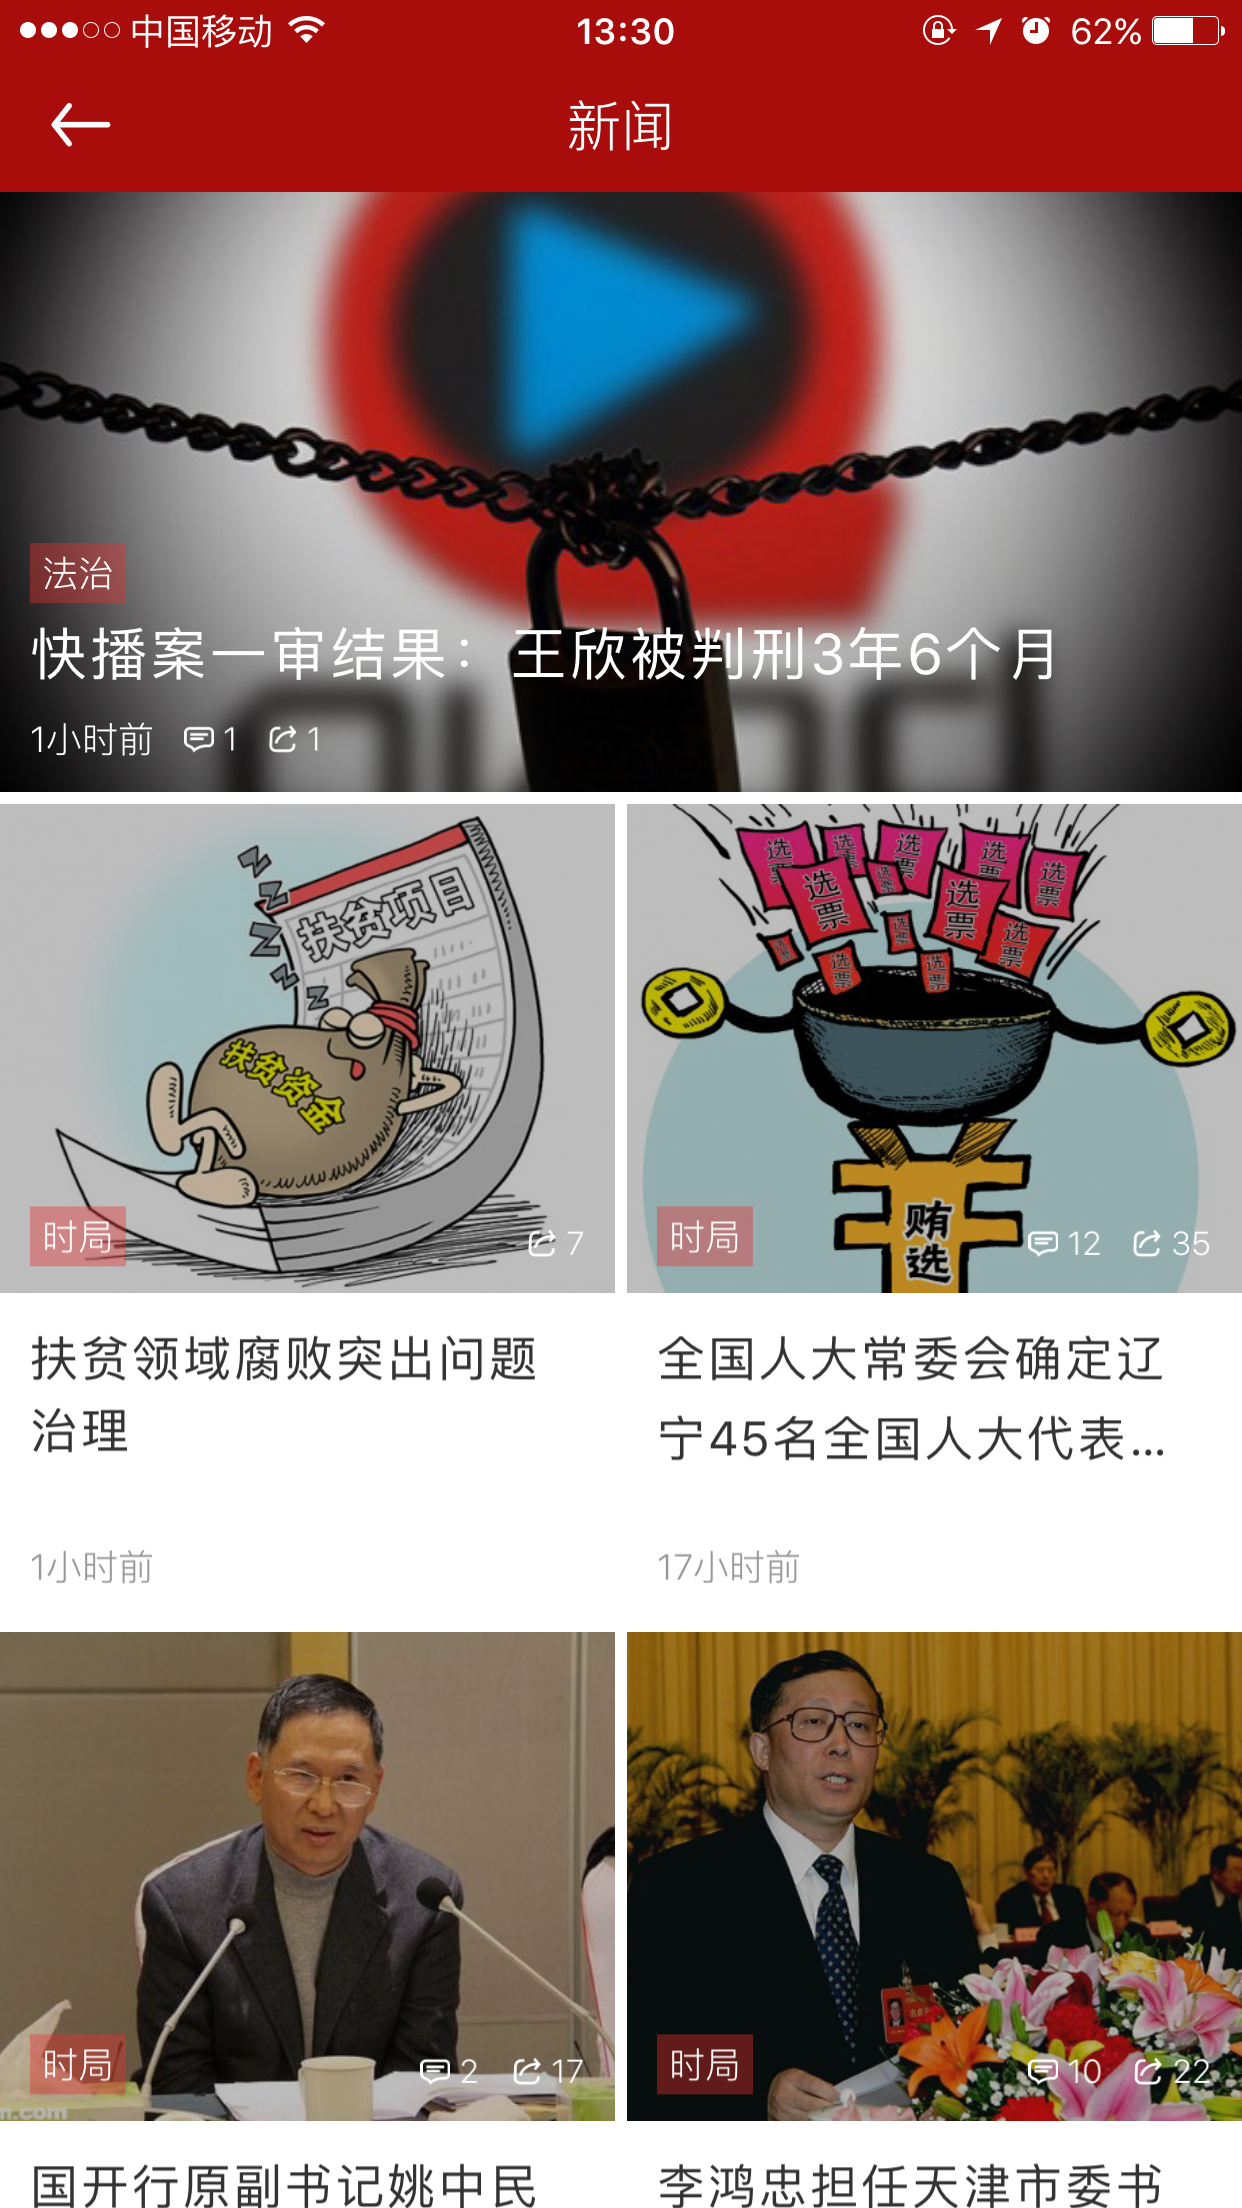 中国移动
13:30
62%
新闻
法治
快播案一审结果：王欣被判刑3年6个月
1小时前 1 1
扶贫项目
Z
Z
Z
Z
Z
扶贫资金
时局
7
选票
选票
选票
选票
选票
选票
选票
选票
选票
选票
选票
选票
贿选
时局
12 35
扶贫领域腐败突出问题
治理
1小时前
全国人大常委会确定辽
宁45名全国人大代表...
17小时前
时局
2 17
n.com
时局
10 22
国开行原副书记姚中民
李鸿忠担任天津市委书